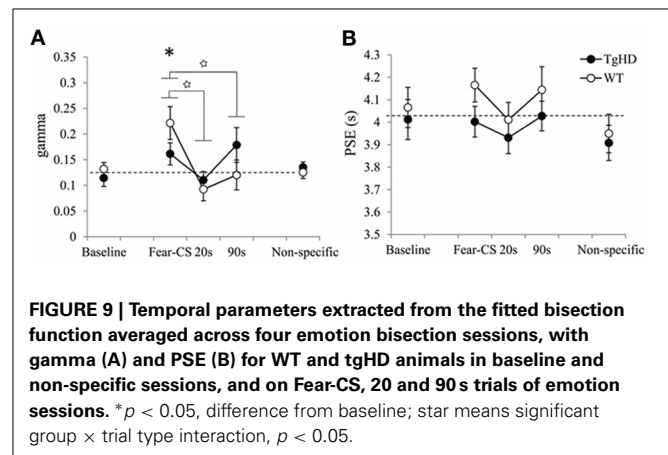 A
B
*
TgHD
WT
gamma
0.35
0.3
0.25
0.2
0.15
0.1
0.05
0
Baseline Fear-CS 20s 90s Non-specific
PSE (s)
4.3
4.2
4.1
4
3.9
3.8
3.7
3.6
3.5
Baseline Fear-CS 20s 90s Non-specific
FIGURE 9 | Temporal parameters extracted from the fitted bisection
function averaged across four emotion bisection sessions, with
gamma (A) and PSE (B) for WT and tgHD animals in baseline and
non-specific sessions, and on Fear-CS, 20 and 90 s trials of emotion
sessions. *p < 0.05, difference from baseline; star means significant
group × trial type interaction, p < 0.05.